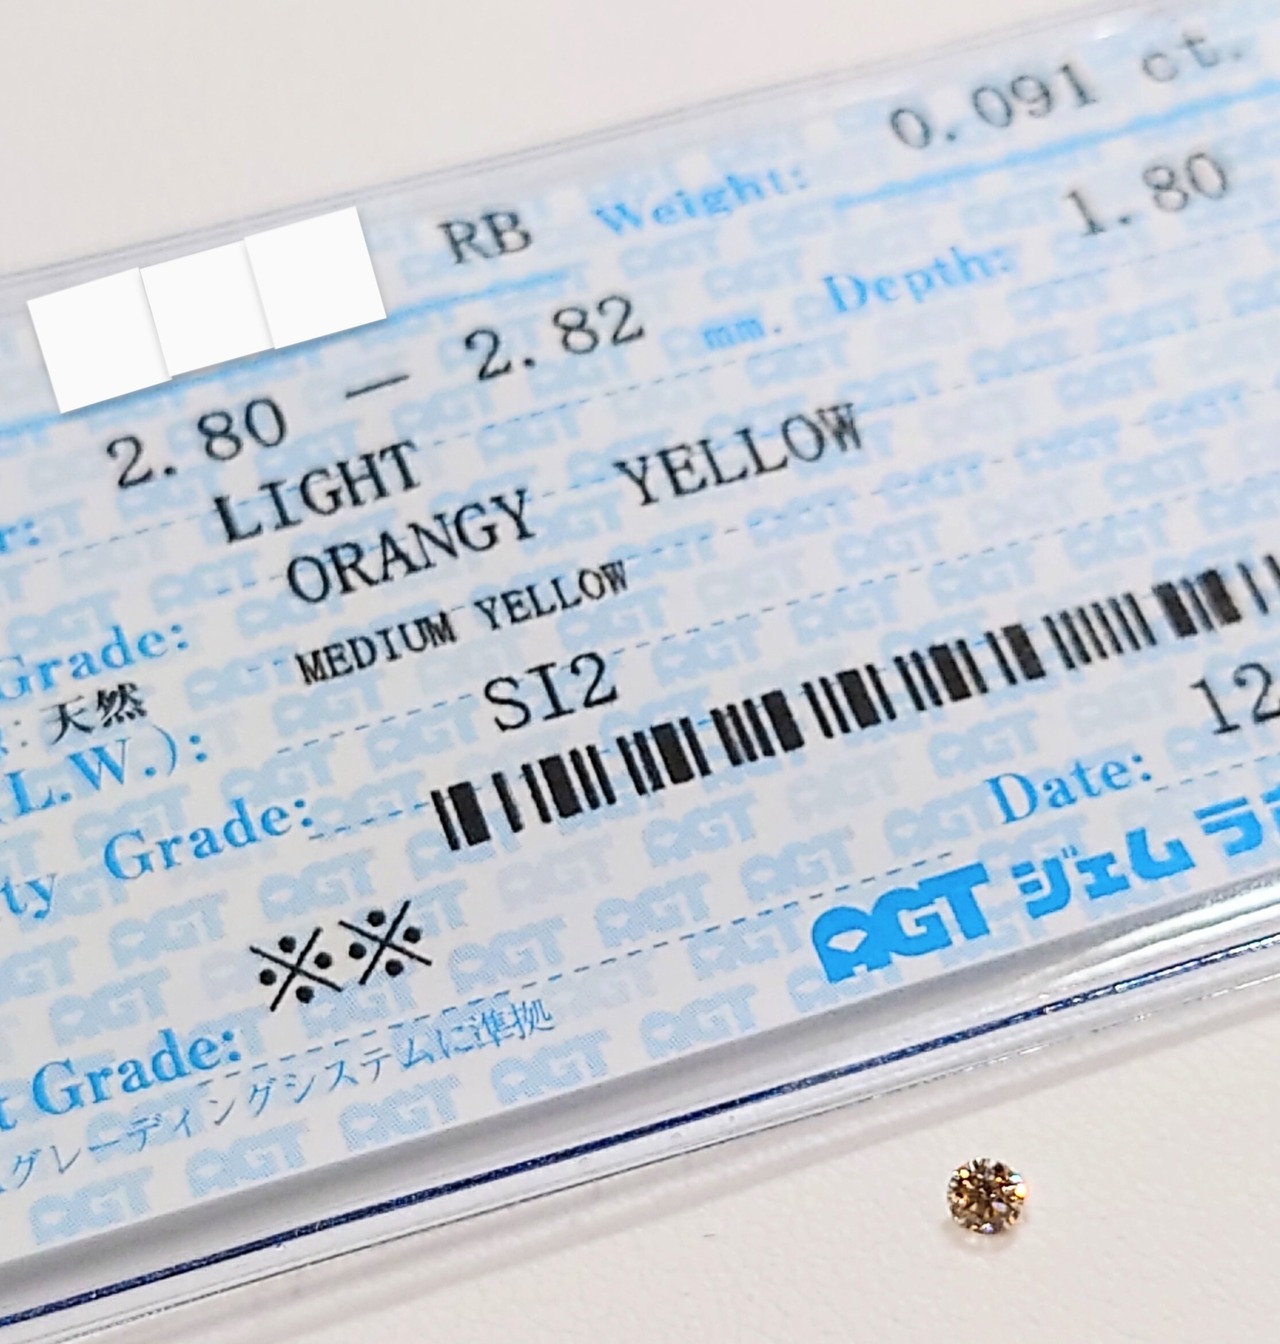 RB Weight: 0.091 ct.
2.80 — 2.82 mm. Depth: 1.80
LIGHT
ORANGY YELLOW
Grade:
天然 MEDIUM YELLOW
L.W.):
SI2
Grade:
Date: 12
※※
AGT ジェム
Grade:
グレーディングシステムに準拠